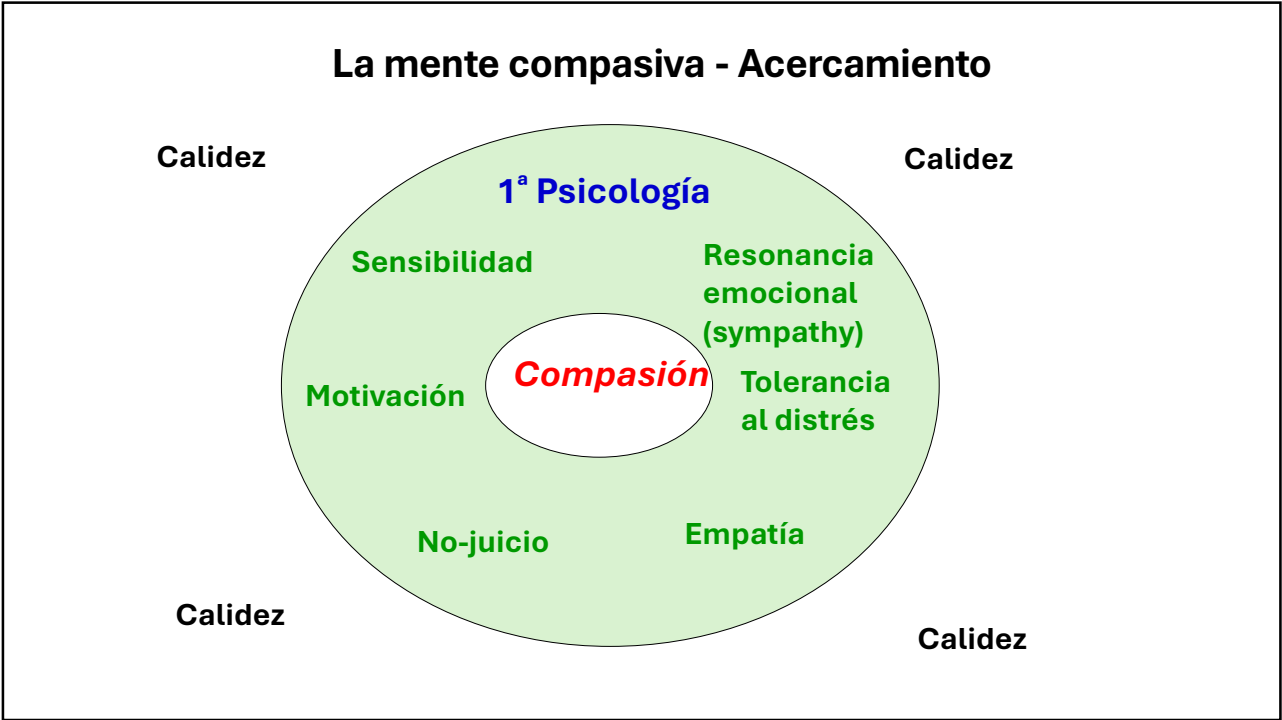 La mente compasiva - Acercamiento
Calidez
Calidez
1ª Psicología
Sensibilidad
Resonancia
emocional
(sympathy)
Compasión
Motivación
Tolerancia
al distrés
No-juicio
Empatía
Calidez
Calidez